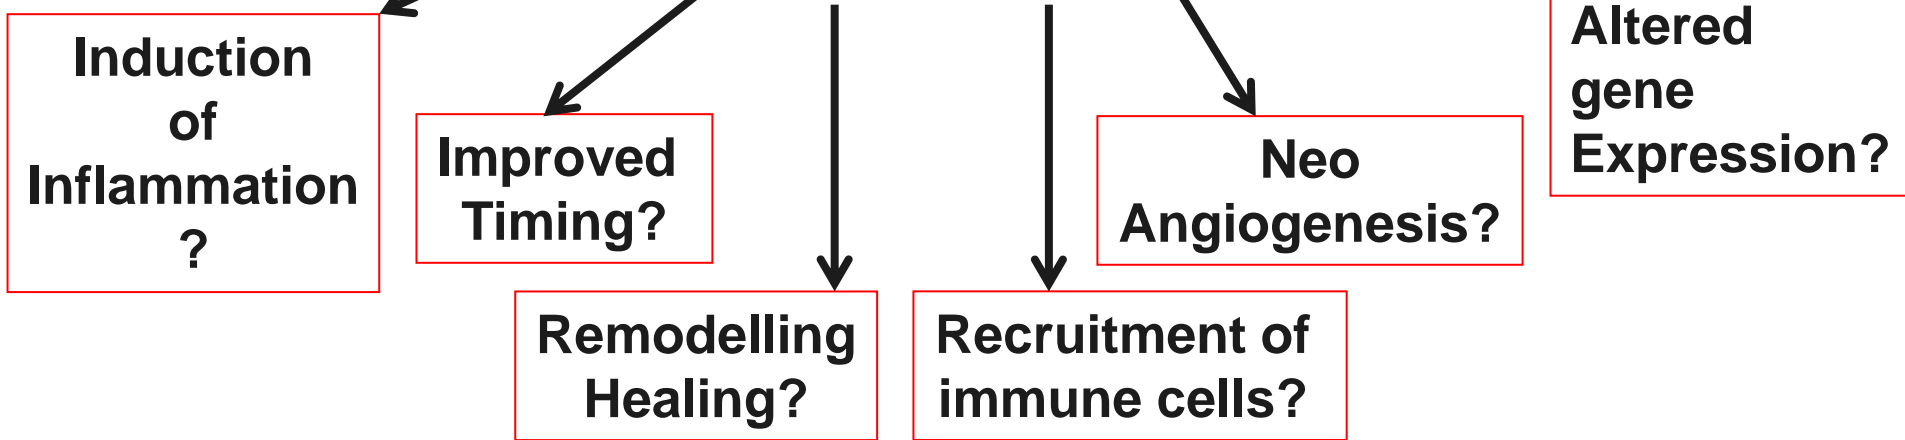 Induction
of
Inflammation
?
Improved
Timing?
Remodelling
Healing?
Recruitment of
immune cells?
Neo
Angiogenesis?
Altered
gene
Expression?